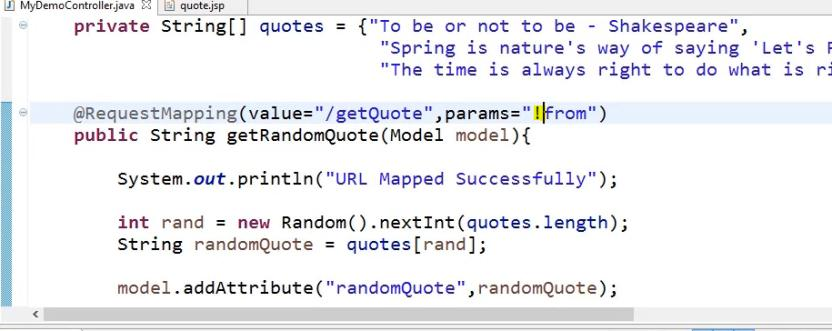 MyDemoController.java quote.jsp
private String[] quotes = {"To be or not to be - Shakespeare",
"Spring is nature's way of saying 'Let's
"The time is always right to do what is
@RequestMapping(value="/getQuote",params="!from")
public String getRandomQuote(Model model){
System.out.println("URL Mapped Successfully");
int rand = new Random().nextInt(quotes.length);
String randomQuote = quotes[rand];
model.addAttribute("randomQuote",randomQuote);